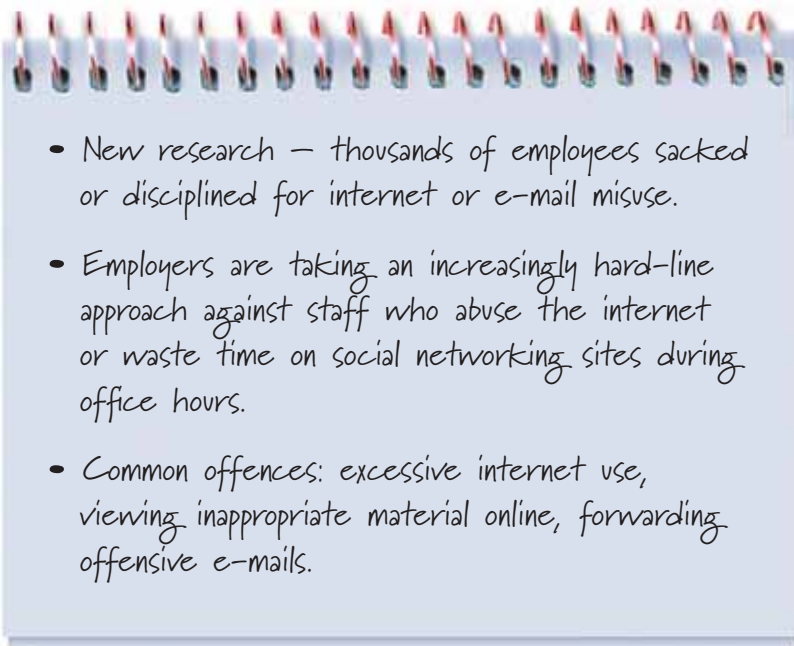 • New research – thousands of employees sacked
or disciplined for internet or e-mail misuse.
• Employers are taking an increasingly hard-line
approach against staff who abuse the internet
or waste time on social networking sites during
office hours.
• Common offences: excessive internet use,
viewing inappropriate material online, forwarding
offensive e-mails.